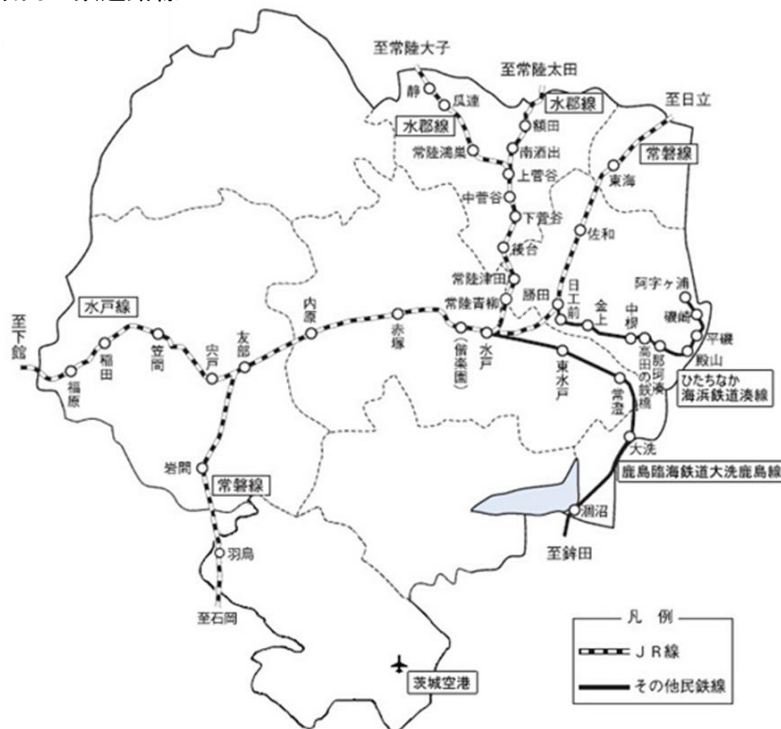 至常陸大子
至常陸太田
静
瓜連
水郡線
水郡線
至日立
額田
常陸鴻巣
南酒出
常磐線
上菅谷
東海
中菅谷
下菅谷
佐和
後台
常陸津田
阿字ヶ浦
水戸線
勝田
日工前
金上
中根
磯崎
常陸青柳
内原
赤塚
至下館
稲田
笠間
宍戸
友部
(偕楽園)
水戸
高田の鉄橋
那珂湊
平磯
殿山
福原
東水戸
ひたちなか
海浜鉄道湊線
常澄
岩間
大洗
常磐線
鹿島臨海鉄道大洗鹿島線
涸沼
羽鳥
至鉾田
至石岡
凡 例
JR線
茨城空港
その他民鉄線